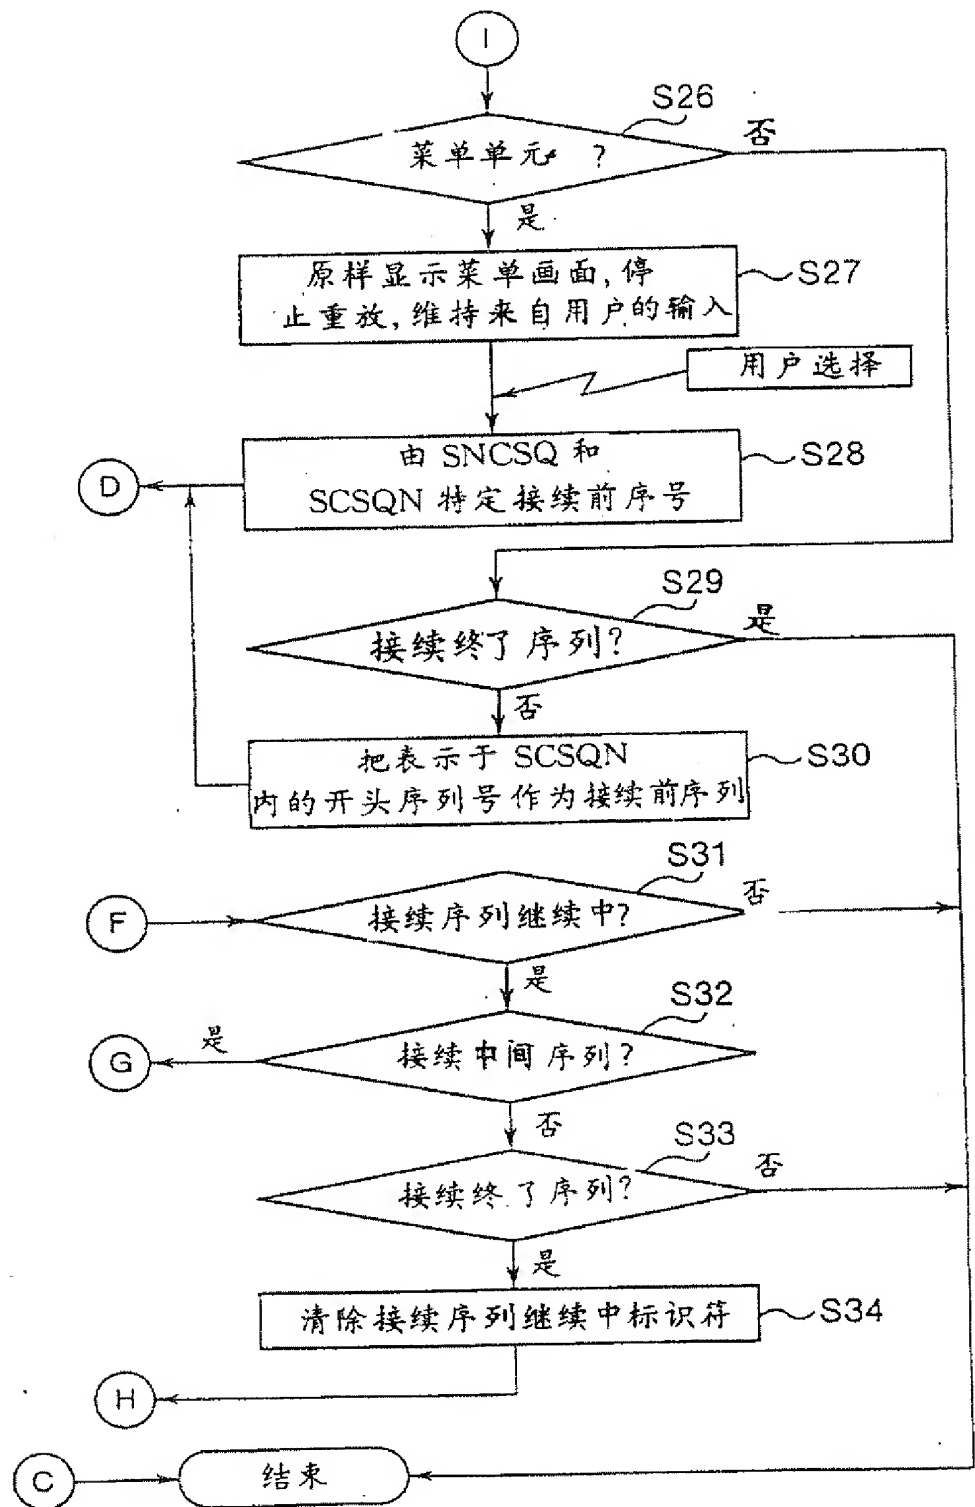 I
S26
菜单单元 ?
否
是
原样显示菜单画面,停
止重放,维持来自用户的输入
S27
用户选择
由 SNCSQ 和
SCSQN 特定接续前序号
S28
D
S29
接续终了序列?
是
否
把表示于 SCSQN
内的开头序列号作为接续前序列
S30
S31
F
接续序列继续中?
否
是
S32
G
是
接续中间序列?
否
S33
接续终了序列?
否
是
清除接续序列继续中标识符
S34
H
C
结束